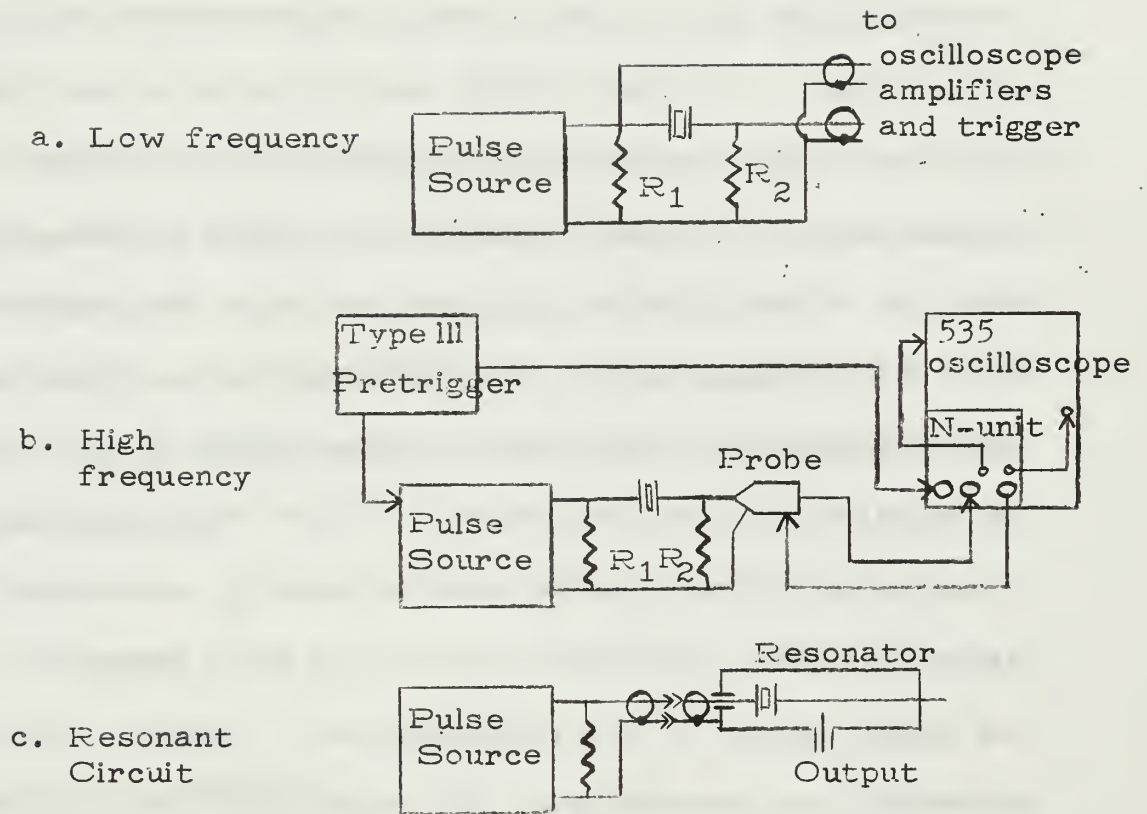 to
oscilloscope
amplifiers
and trigger
a. Low frequency
Pulse
Source
R1
R2
Type III
Pretrigger
535
oscilloscope
N-unit
b. High
frequency
Probe
Pulse
Source
R1 R2
Resonator
c. Resonant
Circuit
Pulse
Source
Output